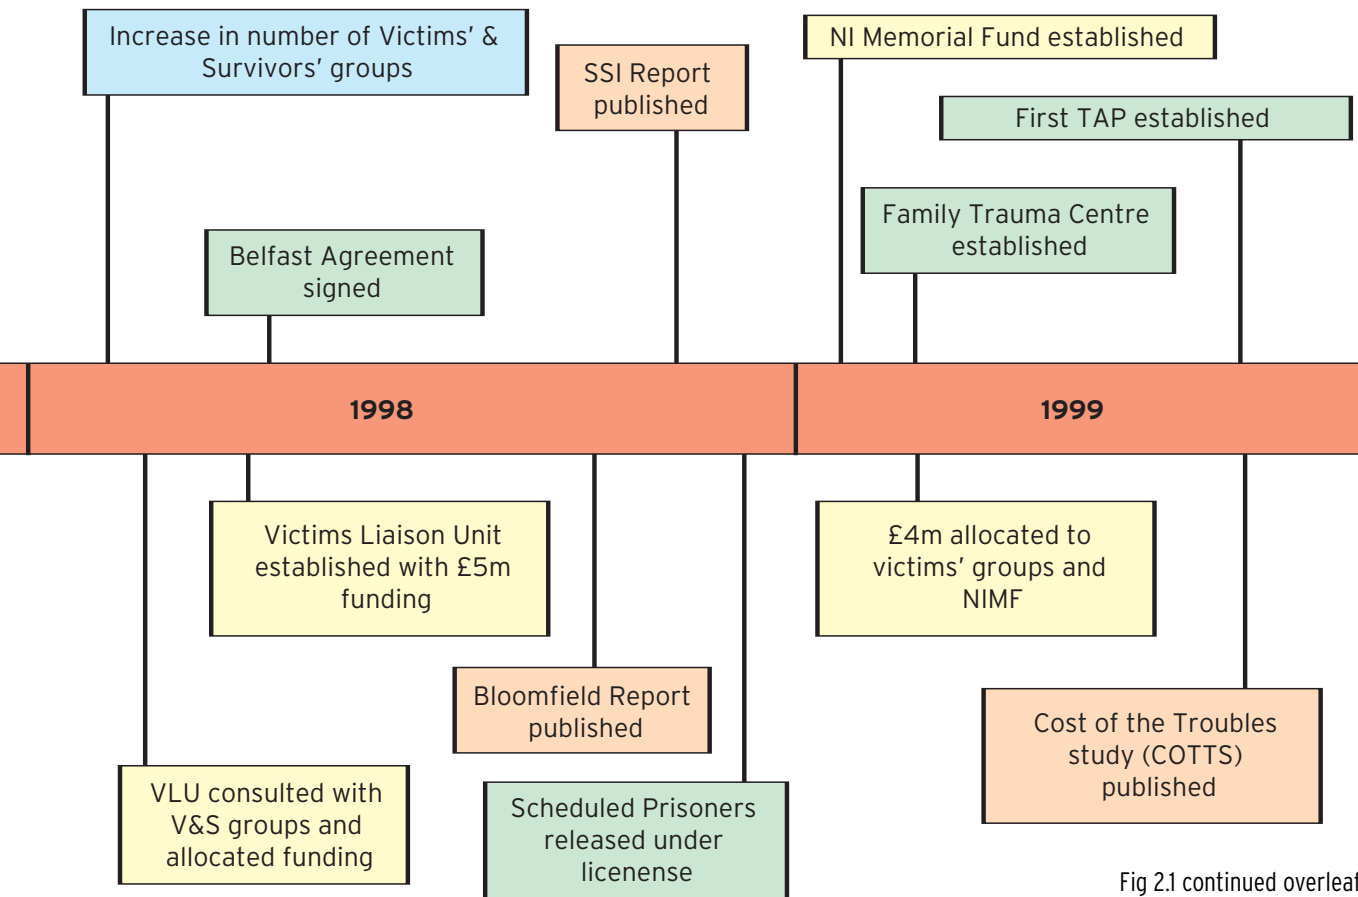 Increase in number of Victims’ &
Survivors’ groups
SSI Report
published
NI Memorial Fund established
First TAP established
Family Trauma Centre
established
Belfast Agreement
signed
1998
1999
Victims Liaison Unit
established with £5m
funding
£4m allocated to
victims’ groups and
NIMF
Bloomfield Report
published
Cost of the Troubles
study (COTTS)
published
VLU consulted with
V&S groups and
allocated funding
Scheduled Prisoners
released under
licenense
Fig 2.1 continued overleaf